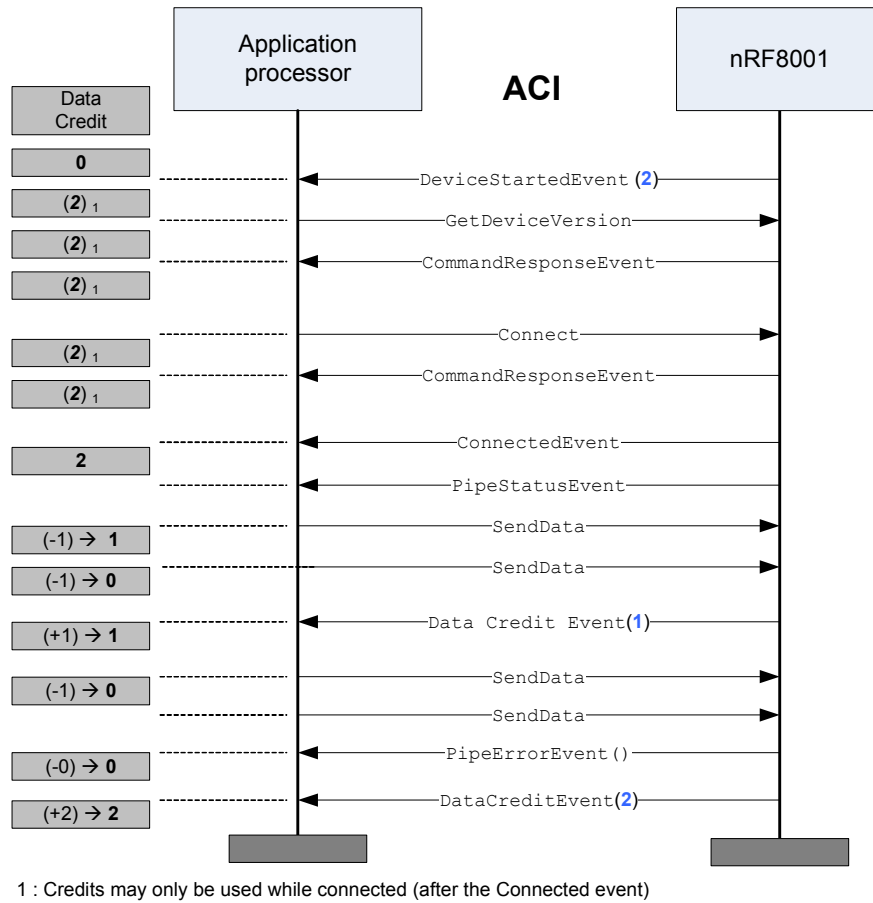 Application
processor
ACI
nRF8001
Data
Credit
0
DeviceStartedEvent (2)
(2) 1
GetDeviceVersion
(2) 1
CommandResponseEvent
(2) 1
Connect
(2) 1
CommandResponseEvent
(2) 1
ConnectedEvent
2
PipeStatusEvent
SendData
(-1) → 1
SendData
(-1) → 0
Data Credit Event(1)
(+1) → 1
SendData
(-1) → 0
SendData
PipeErrorEvent()
(-0) → 0
DataCreditEvent(2)
(+2) → 2
1 : Credits may only be used while connected (after the Connected event)